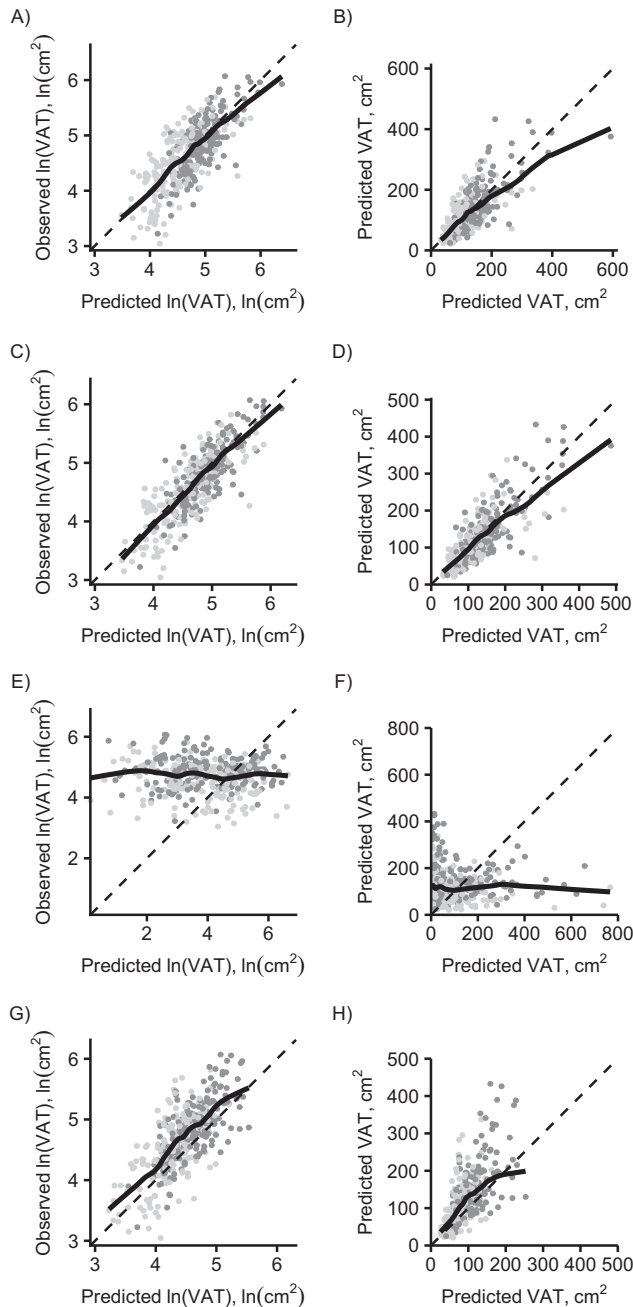 A)
Observed ln(VAT), ln(cm²)
6
5
4
3
3 4 5 6
Predicted ln(VAT), ln(cm²)
B)
Predicted VAT, cm²
600
400
200
0
0 200 400 600
Predicted VAT, cm²
C)
Observed ln(VAT), ln(cm²)
6
5
4
3
3 4 5 6
Predicted ln(VAT), ln(cm²)
D)
Predicted VAT, cm²
500
400
300
200
100
0
0 100 200 300 400 500
Predicted VAT, cm²
E)
Observed ln(VAT), ln(cm²)
6
4
2
2 4 6
Predicted ln(VAT), ln(cm²)
F)
Predicted VAT, cm²
800
600
400
200
0
0 200 400 600 800
Predicted VAT, cm²
G)
Observed ln(VAT), ln(cm²)
6
5
4
3
3 4 5 6
Predicted ln(VAT), ln(cm²)
H)
Predicted VAT, cm²
500
400
300
200
100
0
0 100 200 300 400 500
Predicted VAT, cm²